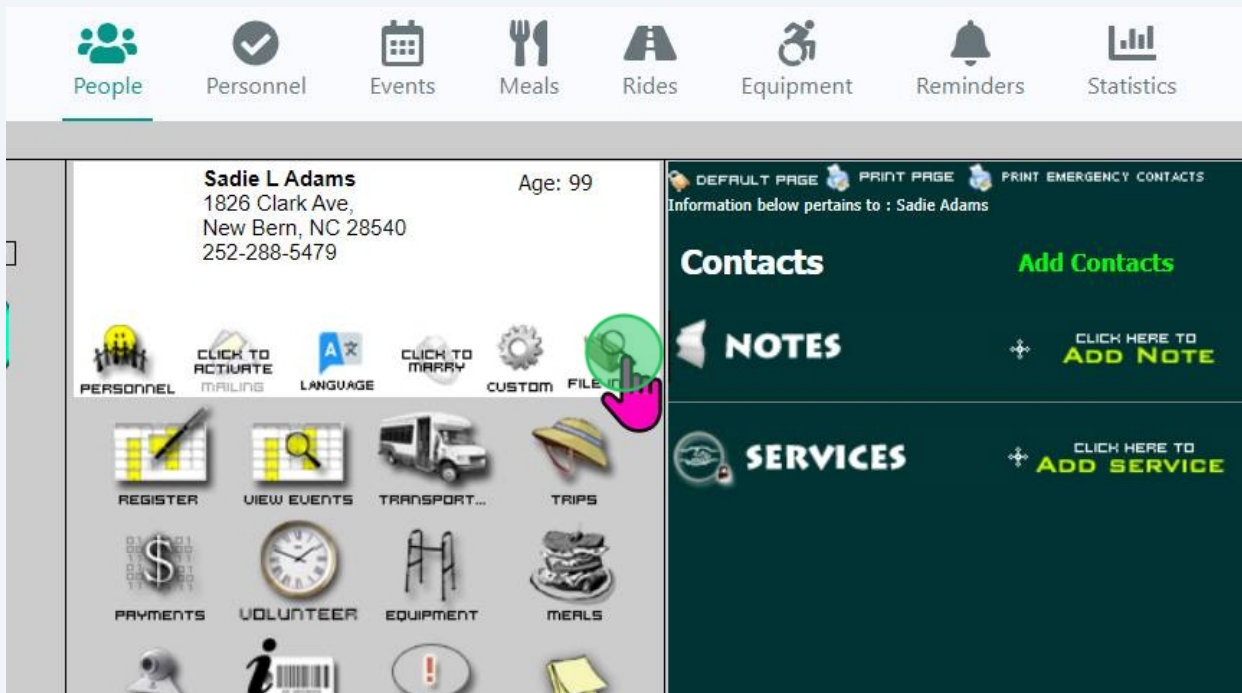 People Personnel Events Meals Rides Equipment Reminders Statistics
Sadie L Adams Age: 99
1826 Clark Ave,
New Bern, NC 28540
252-288-5479
PERSONNEL
CLICK TO
ACTIVATE
MAILING
LANGUAGE
CLICK TO
MARRY
CUSTOM
FILE
REGISTER VIEW EVENTS TRANSPORT... TRIPS
PAYMENTS VOLUNTEER EQUIPMENT MEALS
DEFAULT PAGE PRINT PAGE PRINT EMERGENCY CONTACTS
Information below pertains to : Sadie Adams
Contacts Add Contacts
NOTES
CLICK HERE TO
ADD NOTE
SERVICES
CLICK HERE TO
ADD SERVICE